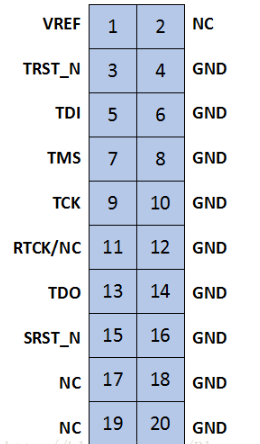 VREF 1 2 NC
TRST_N 3 4 GND
TDI 5 6 GND
TMS 7 8 GND
TCK 9 10 GND
RTCK/NC 11 12 GND
TDO 13 14 GND
SRST_N 15 16 GND
NC 17 18 GND
NC 19 20 GND